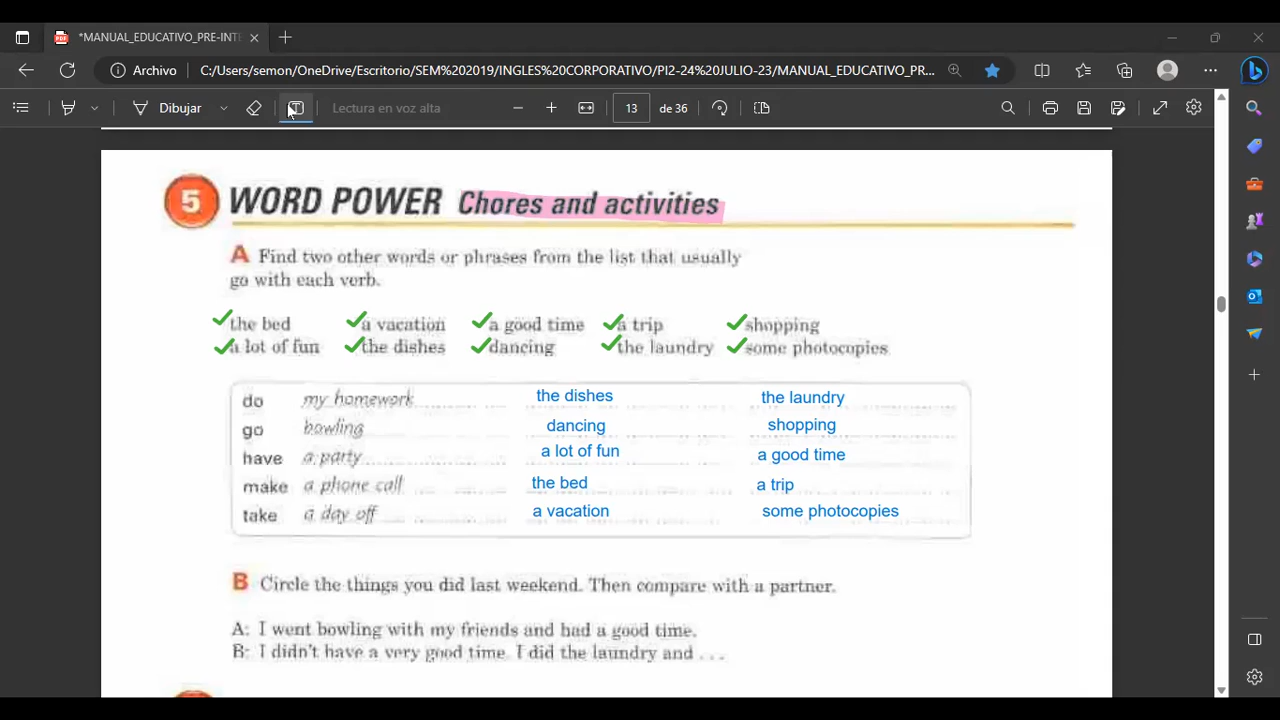 *MANUAL_EDUCATIVO_PRE-INTE
Archivo C:/Users/semon/OneDrive/Escritorio/SEM%202019/INGLES%20CORPORATIVO/PI2-24%20JULIO-23/MANUAL_EDUCATIVO_PR...
Dibujar Lectura en voz alta 13 de 36
5 WORD POWER Chores and activities
A Find two other words or phrases from the list that usually
go with each verb.
the bed a vacation a good time a trip shopping
a lot of fun the dishes dancing the laundry some photocopies
do my homework the dishes the laundry
go bowling dancing shopping
have a party a lot of fun a good time
make a phone call the bed a trip
take a day off a vacation some photocopies
B Circle the things you did last weekend. Then compare with a partner.
A: I went bowling with my friends and had a good time.
B: I didn't have a very good time. I did the laundry and . . .